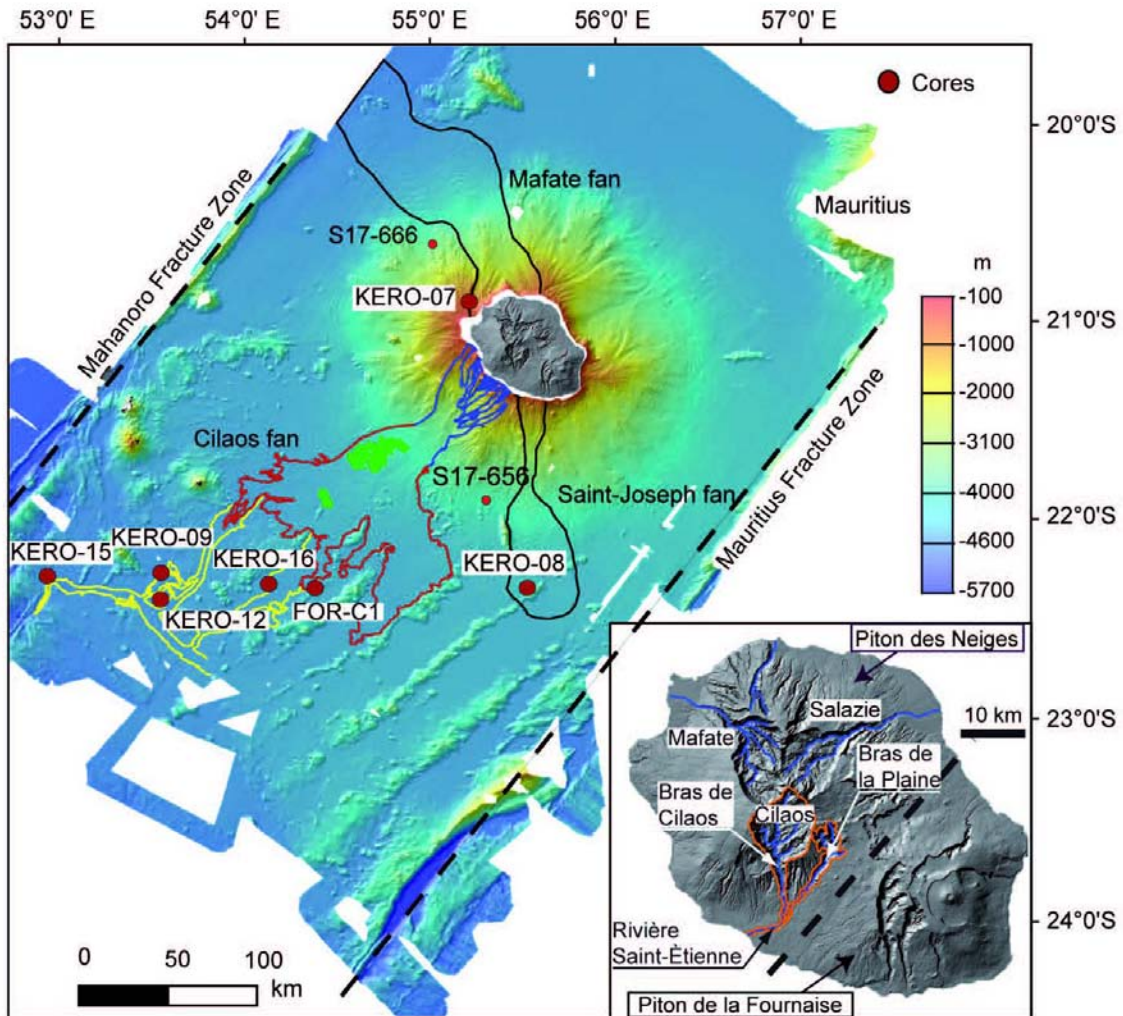 53°0' E
54°0' E
55°0' E
56°0' E
57°0' E
Cores
20°0'S
Mahanoro Fracture Zone
Mafate fan
Mauritius
S17-666
m
KERO-07
-100
21°0'S
-1000
-2000
Mauritius Fracture Zone
-3100
Cilaos fan
-4000
S17-656
Saint-Joseph fan
-4600
22°0'S
KERO-09
KERO-15
KERO-16
KERO-08
-5700
KERO-12
FOR-C1
Piton des Neiges
Salazie
10 km
23°0'S
Mafate
Bras de
la Plaine
Bras de
Cilaos
Cilaos
24°0'S
Rivière
Saint-Ètienne
0
50
100
km
Piton de la Fournaise